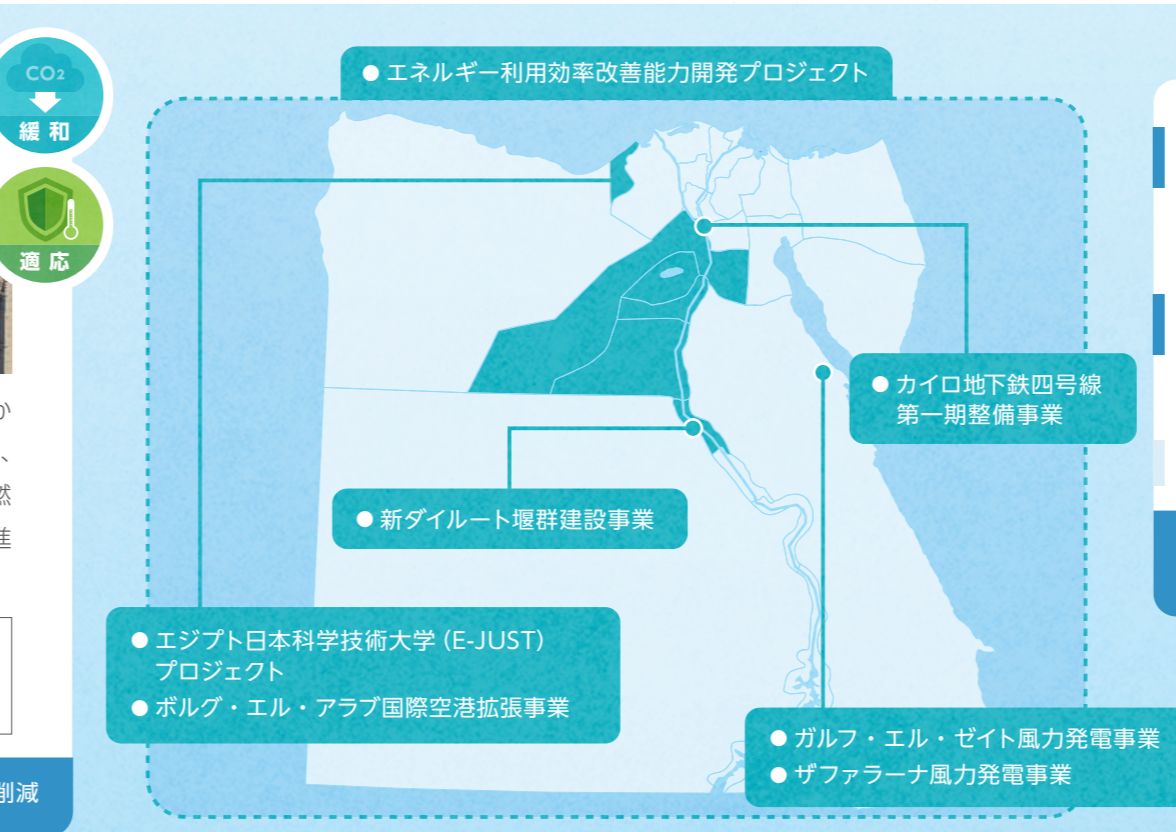 CO2
緩和
適応
か
、
然
進
削減
● エネルギー利用効率改善能力開発プロジェクト
● カイロ地下鉄四号線
第一期整備事業
● 新ダイルート堰群建設事業
● エジプト日本科学技術大学 (E-JUST)
プロジェクト
● ボルグ・エル・アラブ国際空港拡張事業
● ガルフ・エル・ゼイト風力発電事業
● ザファラーナ風力発電事業